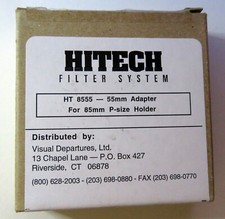 HITECH
FILTER SYSTEM
HT 8555 — 55mm Adapter
For 85mm P-size Holder
Distributed by:
Visual Departures, Ltd.
13 Chapel Lane — P.O. Box 427
Riverside, CT 06878
(800) 628-2003 - (203) 698-0880 - FAX (203) 698-0770